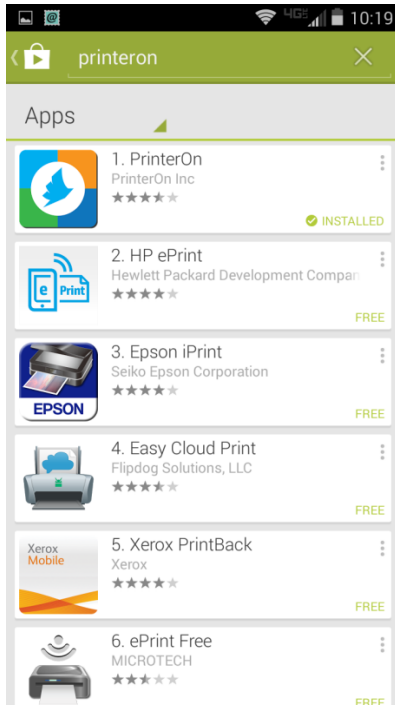 4G 10:19
printeron
Apps
1. PrinterOn
PrinterOn Inc
INSTALLED
e Print
2. HP ePrint
Hewlett Packard Development Compan
FREE
EPSON
3. Epson iPrint
Seiko Epson Corporation
FREE
4. Easy Cloud Print
Flipdog Solutions, LLC
FREE
Xerox
Mobile
5. Xerox PrintBack
Xerox
FREE
6. ePrint Free
MICROTECH
FREE